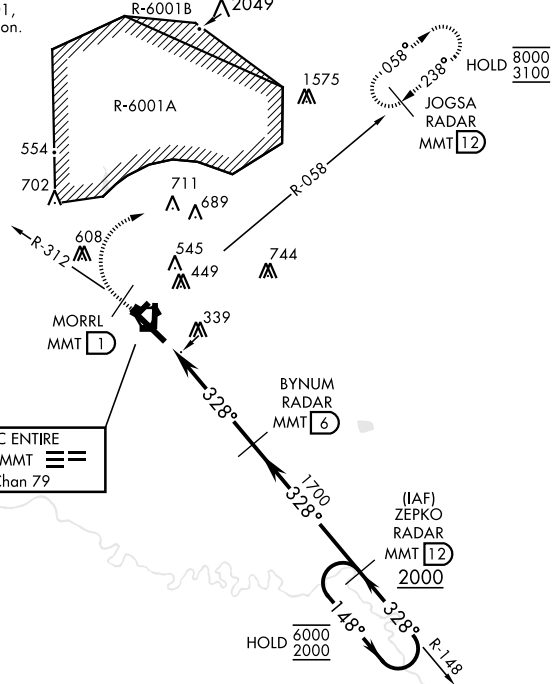 01,
on.
R-6001B
2049
R-6001A
1575
058°
238°
HOLD 8000
3100
JOGSA
RADAR
MMT 12
554
702
711
689
R-058
R-312
608
545
449
744
MORRL
MMT 1
339
328°
BYNUM
RADAR
MMT 6
C ENTIRE
MMT
Chan 79
1700
328°
(IAF)
ZEPKO
RADAR
MMT 12
2000
148°
328°
R-148
HOLD 6000
2000